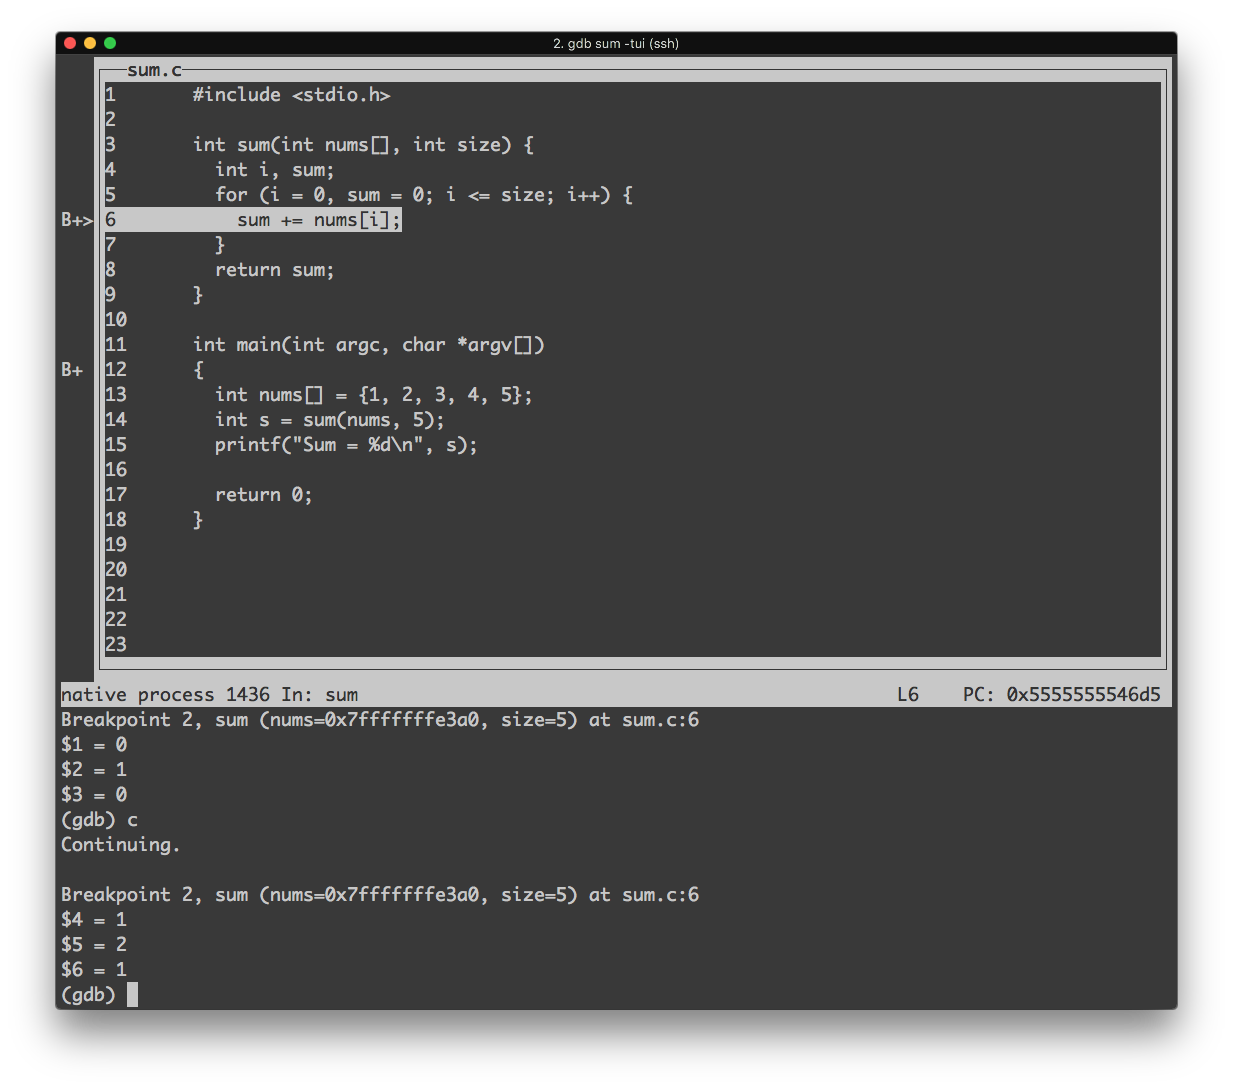 2. gdb sum -tui (ssh)
sum.c
1       #include <stdio.h>
2
3       int sum(int nums[], int size) {
4         int i, sum;
5         for (i = 0, sum = 0; i <= size; i++) {
B+> 6           sum += nums[i];
7         }
8         return sum;
9       }
10
11      int main(int argc, char *argv[])
B+  12      {
13        int nums[] = {1, 2, 3, 4, 5};
14        int s = sum(nums, 5);
15        printf("Sum = %d\n", s);
16
17        return 0;
18      }
19
20
21
22
23
native process 1436 In: sum    L6    PC: 0x5555555546d5
Breakpoint 2, sum (nums=0x7fffffffe3a0, size=5) at sum.c:6
$1 = 0
$2 = 1
$3 = 0
(gdb) c
Continuing.
Breakpoint 2, sum (nums=0x7fffffffe3a0, size=5) at sum.c:6
$4 = 1
$5 = 2
$6 = 1
(gdb)